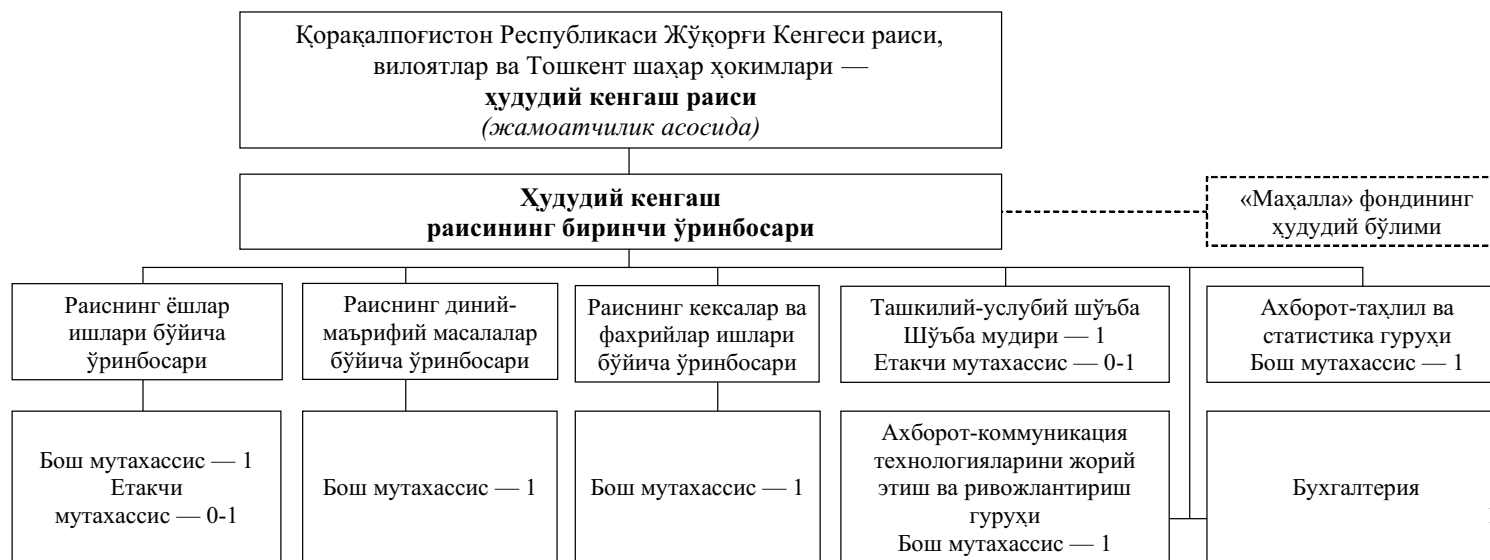 Қорақалпоғистон Республикаси Жўқорғи Кенгеси раиси,
вилоятлар ва Тошкент шаҳар ҳокимлари —
ҳудудий кенгаш раиси
(жамоатчилик асосида)
Ҳудудий кенгаш
раисининг биринчи ўринбосари
«Маҳалла» фондининг
ҳудудий бўлими
Раиснинг ёшлар
ишлари бўйича
ўринбосари
Раиснинг диний-
маърифий масалалар
бўйича ўринбосари
Раиснинг кексалар ва
фахрийлар ишлари
бўйича ўринбосари
Ташкилий-услубий шўъба
Шўъба мудири — 1
Етакчи мутахассис — 0-1
Ахборот-таҳлил ва
статистика гуруҳи
Бош мутахассис — 1
Бош мутахассис — 1
Етакчи
мутахассис — 0-1
Бош мутахассис — 1
Бош мутахассис — 1
Ахборот-коммуникация
технологияларини жорий
этиш ва ривожлантириш
гуруҳи
Бош мутахассис — 1
Бухгалтерия